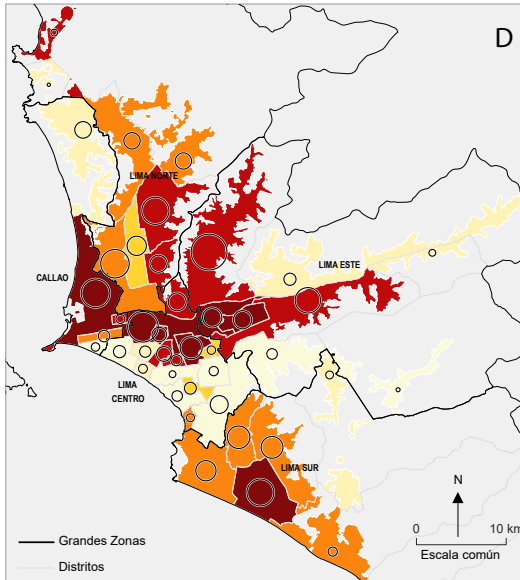 D
LIMA NORTE
CALLAO
LIMA ESTE
LIMA
CENTRO
LIMA SUR
N
0 10 km
Escala común
Grandes Zonas
Distritos